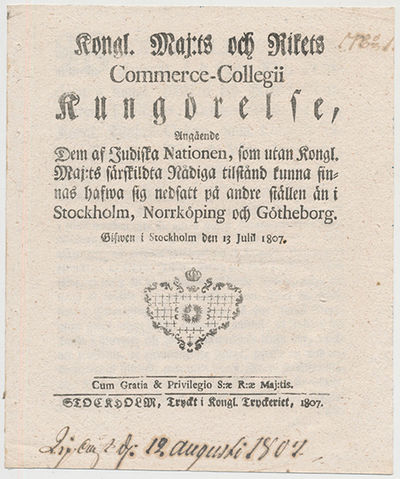 Kongl. Maj:ts och Rikets
Commerce-Collegii
Kungörelse,
Angående
Dem af Judiska Nationen, som utan Kongl.
Maj:ts särskildta Nådiga tilstånd kunna fin-
nas hafwa sig nedsatt på andre ställen än i
Stockholm, Norrköping och Götheborg.
Gifwen i Stockholm den 13 Julii 1807.
Cum Gratia & Privilegio S:æ R:æ Maj:tis.
STOCKHOLM, Tryckt i Kongl. Tryckeriet, 1807.
d: 12 augusti 1807.